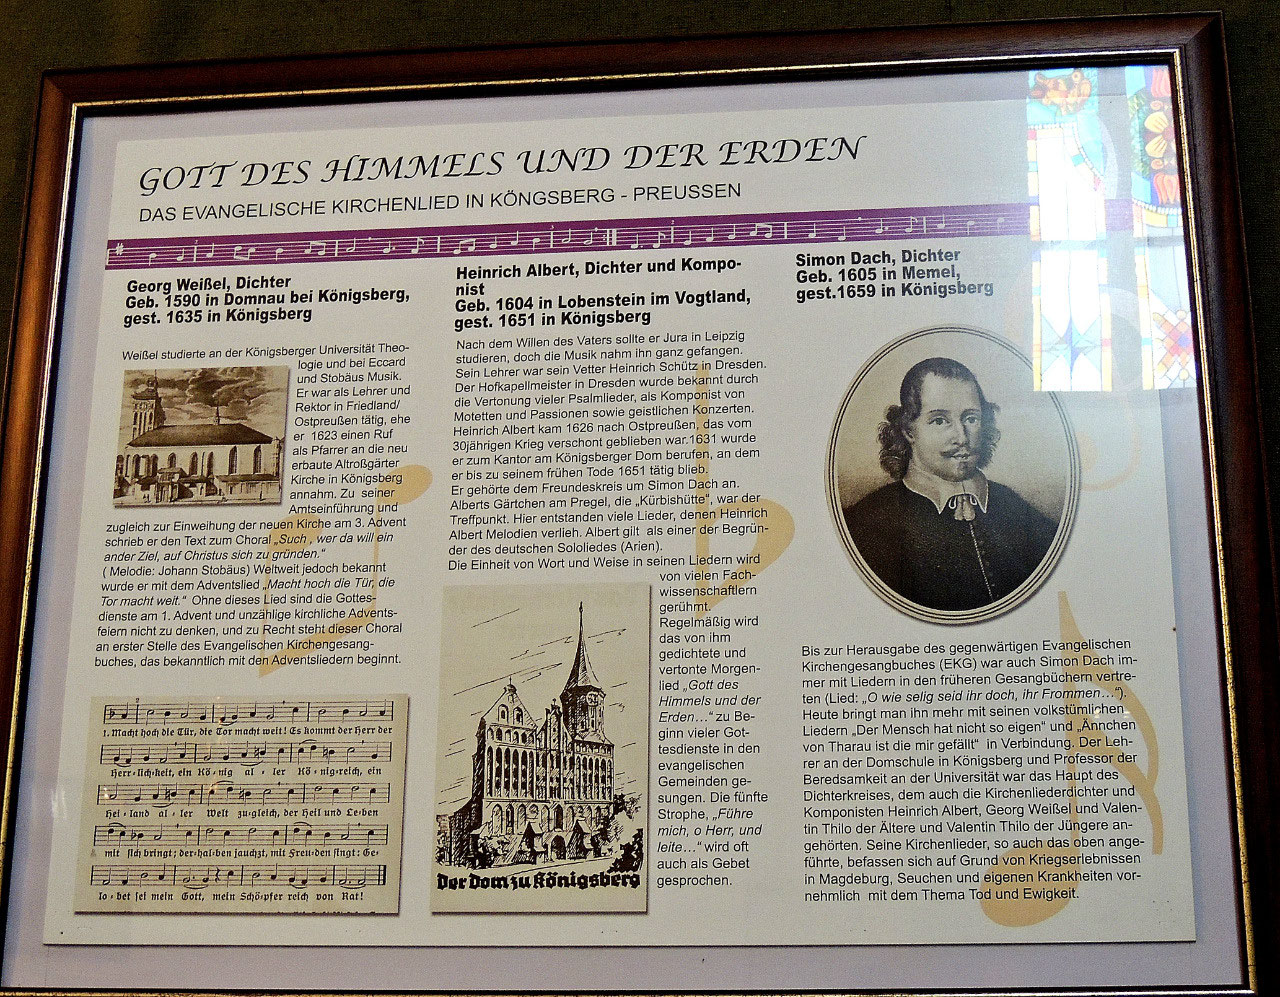 GOTT DES HIMMELS UND DER ERDEN
DAS EVANGELISCHE KIRCHENLIED IN KÖNGSBERG - PREUSSEN
Georg Weißel, Dichter
Geb. 1590 in Domnau bei Königsberg,
gest. 1635 in Königsberg
Weißel studierte an der Königsberger Universität Theo-
logie und bei Eccard
und Stobäus Musik.
Er war als Lehrer und
Rektor in Friedland/
Ostpreußen tätig, ehe
er 1623 einen Ruf
als Pfarrer an die neu
erbaute Altroßgärter
Kirche in Königsberg
annahm. Zu seiner
Amtseinführung und
zugleich zur Einweihung der neuen Kirche am 3. Advent
schrieb er den Text zum Choral „Such , wer da will ein
ander Ziel, auf Christus sich zu gründen.“
( Melodie: Johann Stobäus) Weltweit jedoch bekannt
wurde er mit dem Adventslied „Macht hoch die Tür, die
Tor macht weit.“ Ohne dieses Lied sind die Gottes-
dienste am 1. Advent und unzählige kirchliche Advents-
feiern nicht zu denken, und zu Recht steht dieser Choral
an erster Stelle des Evangelischen Kirchengesang-
buches, das bekanntlich mit den Adventsliedern beginnt.
1. Macht hoch die Tür, die Tor macht weit! Es kommt der Herr der
Herr-lich-keit, ein Kö-nig al-ler Kö-nig-reich, ein
Hei-land al-ler Welt zu-gleich, der Heil und Le-ben
mit sich bringt; der-hal-ben jauchzt, mit Freu-den singt: Ge-
lo-bet sei mein Gott, mein Schöp-fer reich von Rat!
Heinrich Albert, Dichter und Kompo-
nist
Geb. 1604 in Lobenstein im Vogtland,
gest. 1651 in Königsberg
Nach dem Willen des Vaters sollte er Jura in Leipzig
studieren, doch die Musik nahm ihn ganz gefangen.
Sein Lehrer war sein Vetter Heinrich Schütz in Dresden.
Der Hofkapellmeister in Dresden wurde bekannt durch
die Vertonung vieler Psalmlieder, als Komponist von
Motetten und Passionen sowie geistlichen Konzerten.
Heinrich Albert kam 1626 nach Ostpreußen, das vom
30jährigen Krieg verschont geblieben war.1631 wurde
er zum Kantor am Königsberger Dom berufen, an dem
er bis zu seinem frühen Tode 1651 tätig blieb.
Er gehörte dem Freundeskreis um Simon Dach an.
Alberts Gärtchen am Pregel, die „Kürbishütte“, war der
Treffpunkt. Hier entstanden viele Lieder, denen Heinrich
Albert Melodien verlieh. Albert gilt als einer der Begrün-
der des deutschen Sololiedes (Arien).
Die Einheit von Wort und Weise in seinen Liedern wird
von vielen Fach-
wissenschaftlern
gerühmt.
Regelmäßig wird
das von ihm
gedichtete und
vertonte Morgen-
lied „Gott des
Himmels und der
Erden…“ zu Be-
ginn vieler Got-
tesdienste in den
evangelischen
Gemeinden ge-
sungen. Die fünfte
Strophe, „Führe
mich, o Herr, und
leite…“ wird oft
auch als Gebet
gesprochen.
Der Dom zu Königsberg
Simon Dach, Dichter
Geb. 1605 in Memel,
gest.1659 in Königsberg
Bis zur Herausgabe des gegenwärtigen Evangelischen
Kirchengesangbuches (EKG) war auch Simon Dach im-
mer mit Liedern in den früheren Gesangbüchern vertre-
ten (Lied: „O wie selig seid ihr doch, ihr Frommen…“).
Heute bringt man ihn mehr mit seinen volkstümlichen
Liedern „Der Mensch hat nicht so eigen“ und „Ännchen
von Tharau ist die mir gefällt“ in Verbindung. Der Leh-
rer an der Domschule in Königsberg und Professor der
Beredsamkeit an der Universität war das Haupt des
Dichterkreises, dem auch die Kirchenliederdichter und
Komponisten Heinrich Albert, Georg Weißel und Valen-
tin Thilo der Ältere und Valentin Thilo der Jüngere an-
gehörten. Seine Kirchenlieder, so auch das oben ange-
führte, befassen sich auf Grund von Kriegserlebnissen
in Magdeburg, Seuchen und eigenen Krankheiten vor-
nehmlich mit dem Thema Tod und Ewigkeit.